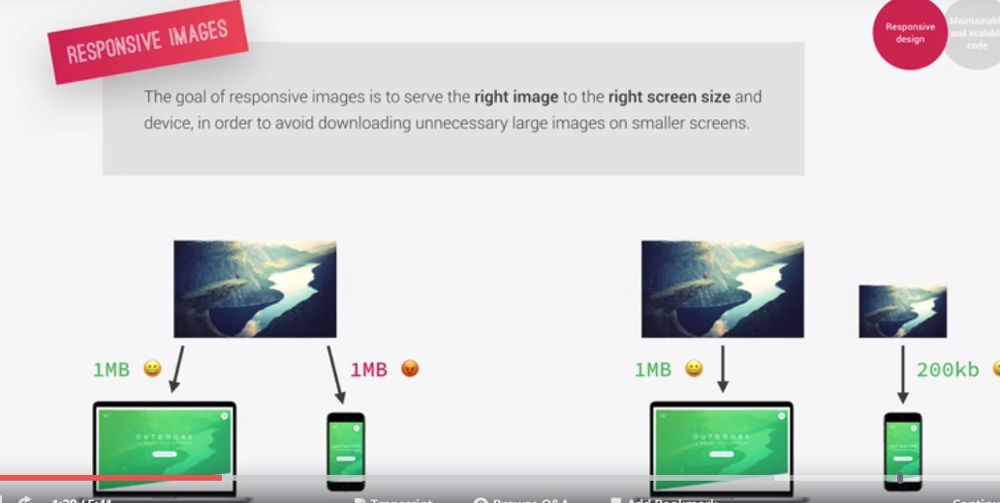 RESPONSIVE IMAGES
Responsive
design
Maintainabl
and scalabl
code
The goal of responsive images is to serve the right image to the right screen size and
device, in order to avoid downloading unnecessary large images on smaller screens.
1MB
1MB
1MB
200kb
OUTDOORS
OUTDOORS
1:28 / 5:41
Transcript
Browse Q&A
Add Bookmark
Continu